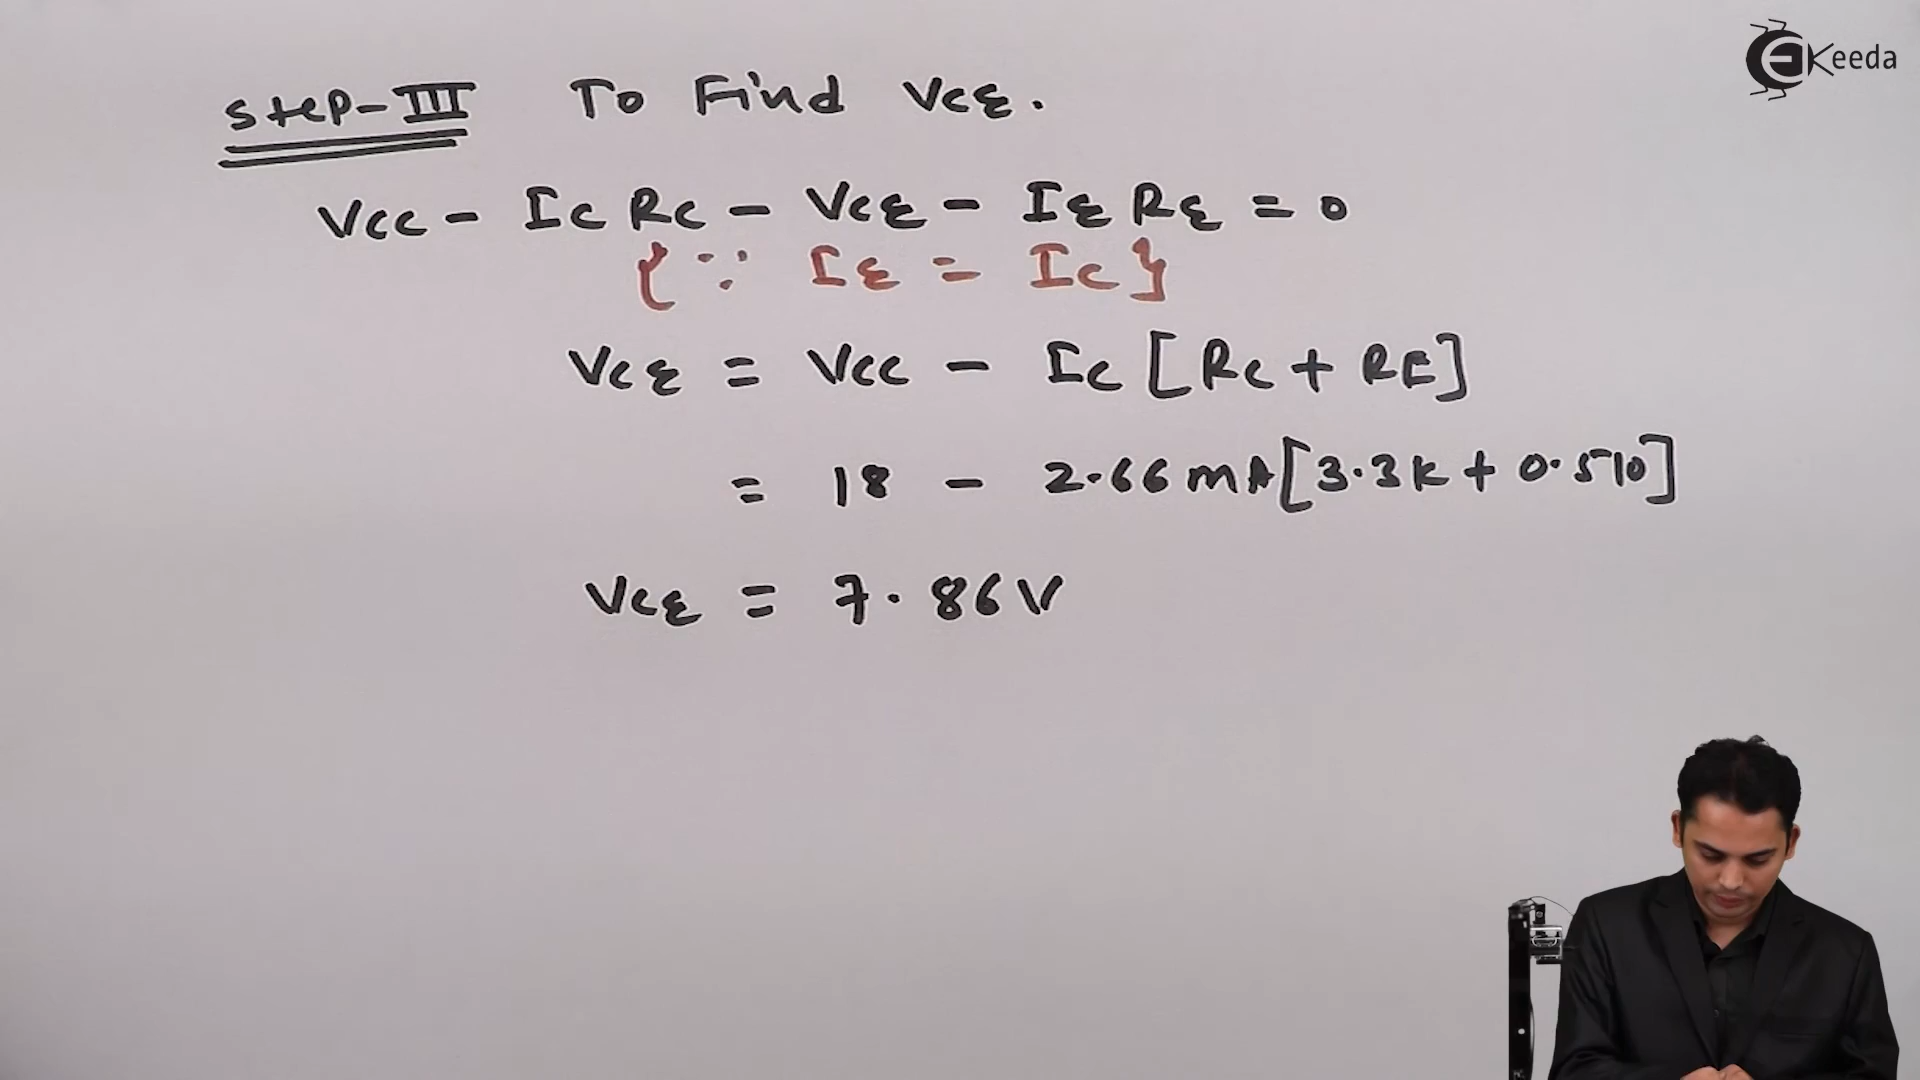 EKeeda
Step-III To Find VCE.
VCC - IC RC - VCE - IE RE = 0
{∵ IE = IC}
VCE = VCC - IC [RC + RE]
= 18 - 2.66 mA [3.3K + 0.510]
VCE = 7.86V